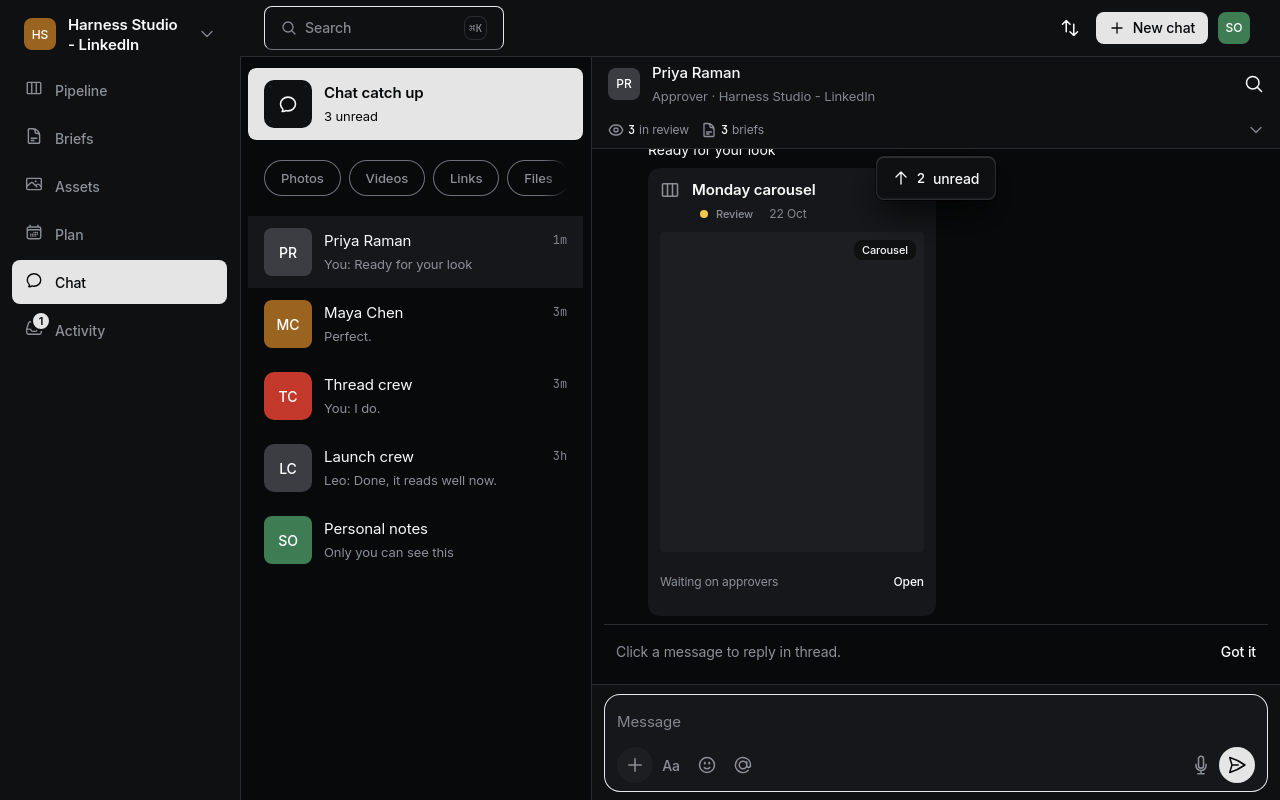 HS
Harness Studio
- LinkedIn
Search
⌘K
New chat
SO
Pipeline
Briefs
Assets
Plan
Chat
1
Activity
Chat catch up
3 unread
Photos
Videos
Links
Files
PR
Priya Raman
1m
You: Ready for your look
MC
Maya Chen
3m
Perfect.
TC
Thread crew
3m
You: I do.
LC
Launch crew
3h
Leo: Done, it reads well now.
SO
Personal notes
Only you can see this
PR
Priya Raman
Approver · Harness Studio - LinkedIn
3 in review
3 briefs
Ready for your look
2 unread
Monday carousel
Review 22 Oct
Carousel
Waiting on approvers
Open
Click a message to reply in thread.
Got it
Message
Aa